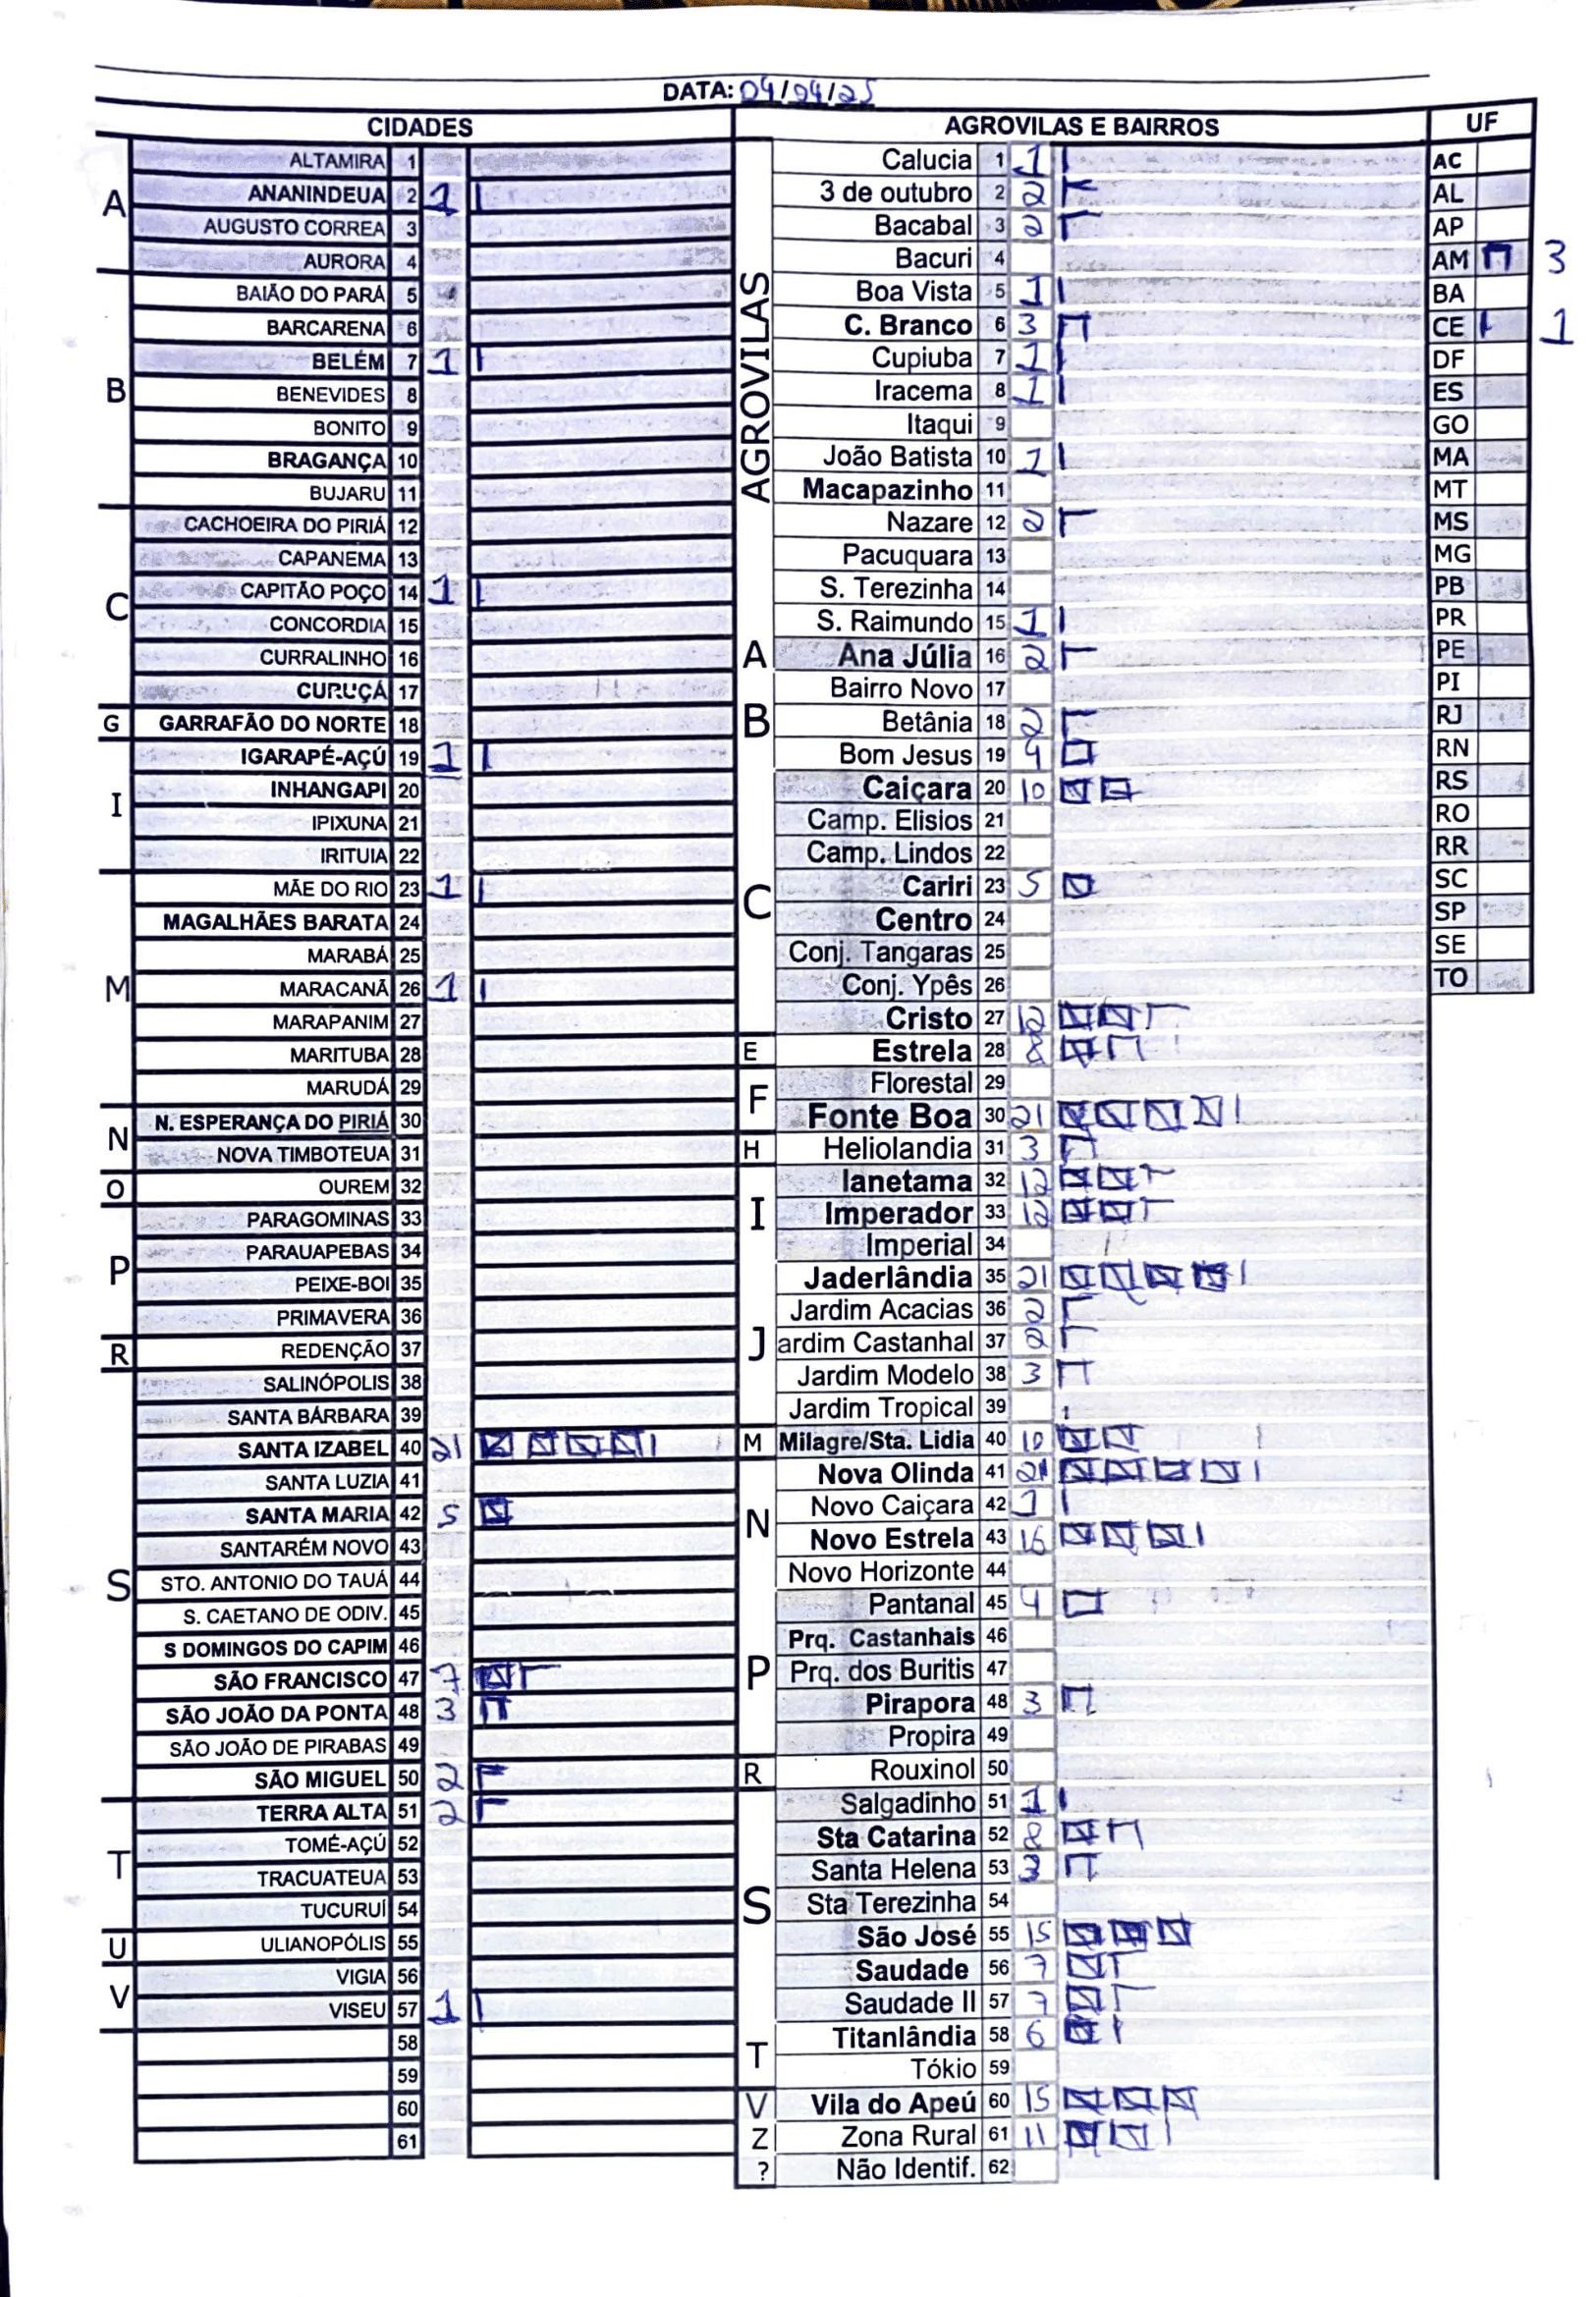 DATA: 04/04/25
CIDADES
A
ALTAMIRA 1
ANANINDEUA 2 1
AUGUSTO CORREA 3
AURORA 4
B
BAIÃO DO PARÁ 5
BARCARENA 6
BELÉM 7 1
BENEVIDES 8
BONITO 9
BRAGANÇA 10
BUJARU 11
C
CACHOEIRA DO PIRIÁ 12
CAPANEMA 13
CAPITÃO POÇO 14 1
CONCORDIA 15
CURRALINHO 16
CURUÇÁ 17
G
GARRAFÃO DO NORTE 18
I
IGARAPÉ-AÇÚ 19 1
INHANGAPI 20
IPIXUNA 21
IRITUIA 22
M
MÃE DO RIO 23 1
MAGALHÃES BARATA 24
MARABÁ 25
MARACANÃ 26 1
MARAPANIM 27
MARITUBA 28
MARUDÁ 29
N
N. ESPERANÇA DO PIRIÁ 30
NOVA TIMBOTEUA 31
O
OUREM 32
P
PARAGOMINAS 33
PARAUAPEBAS 34
PEIXE-BOI 35
PRIMAVERA 36
R
REDENÇÃO 37
S
SALINÓPOLIS 38
SANTA BÁRBARA 39
SANTA IZABEL 40 21
SANTA LUZIA 41
SANTA MARIA 42 5
SANTARÉM NOVO 43
STO. ANTONIO DO TAUÁ 44
S. CAETANO DE ODIV. 45
S DOMINGOS DO CAPIM 46
SÃO FRANCISCO 47 7
SÃO JOÃO DA PONTA 48 3
SÃO JOÃO DE PIRABAS 49
SÃO MIGUEL 50 2
T
TERRA ALTA 51 2
TOMÉ-AÇÚ 52
TRACUATEUA 53
TUCURUÍ 54
U
ULIANOPÓLIS 55
V
VIGIA 56
VISEU 57 1
58
59
60
61
AGROVILAS E BAIRROS
AGROVILAS
Calucia 1 1
3 de outubro 2 2
Bacabal 3 2
Bacuri 4
Boa Vista 5 1
C. Branco 6 3
Cupiuba 7 1
Iracema 8 1
Itaqui 9
João Batista 10 1
Macapazinho 11
Nazare 12 2
Pacuquara 13
S. Terezinha 14
S. Raimundo 15 1
A
Ana Júlia 16 2
B
Bairro Novo 17
Betânia 18 2
Bom Jesus 19 4
C
Caiçara 20 10
Camp. Elisios 21
Camp. Lindos 22
Cariri 23 5
Centro 24
Conj. Tangaras 25
Conj. Ypês 26
Cristo 27 12
E
Estrela 28 8
F
Florestal 29
Fonte Boa 30 21
H
Heliolandia 31 3
I
Ianetama 32 12
Imperador 33 12
Imperial 34
J
Jaderlândia 35 21
Jardim Acacias 36 2
ardim Castanhal 37 2
Jardim Modelo 38 3
Jardim Tropical 39
M
Milagre/Sta. Lidia 40 10
N
Nova Olinda 41 21
Novo Caiçara 42 1
Novo Estrela 43 16
Novo Horizonte 44
P
Pantanal 45 4
Prq. Castanhais 46
Prq. dos Buritis 47
Pirapora 48 3
Propira 49
R
Rouxinol 50
S
Salgadinho 51 1
Sta Catarina 52 8
Santa Helena 53 3
Sta Terezinha 54
São José 55 15
Saudade 56 7
Saudade II 57 7
T
Titanlândia 58 6
Tókio 59
V
Vila do Apeú 60 15
Z
Zona Rural 61 11
?
Não Identif. 62
UF
AC
AL
AP
AM 3
BA
CE 1
DF
ES
GO
MA
MT
MS
MG
PB
PR
PE
PI
RJ
RN
RS
RO
RR
SC
SP
SE
TO